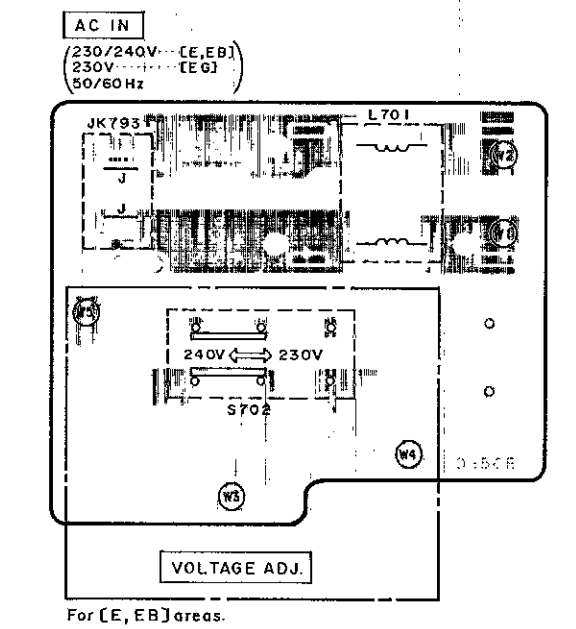 AC IN
230/240V···[E,EB]
230V·······[EG]
50/60Hz
JK793
L701
J
J
W2
W5
240V ⟺ 230V
S702
W4
W3
VOLTAGE ADJ.
For [E, EB] areas.